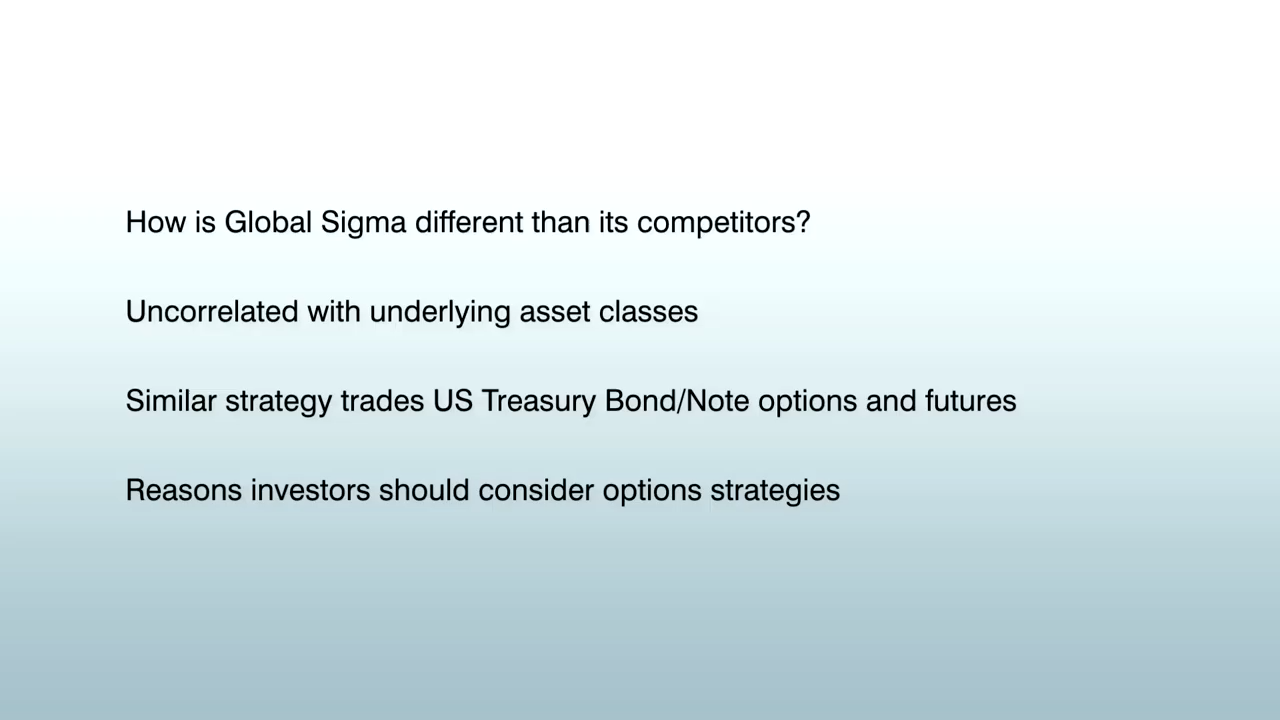 How is Global Sigma different than its competitors?
Uncorrelated with underlying asset classes
Similar strategy trades US Treasury Bond/Note options and futures
Reasons investors should consider options strategies